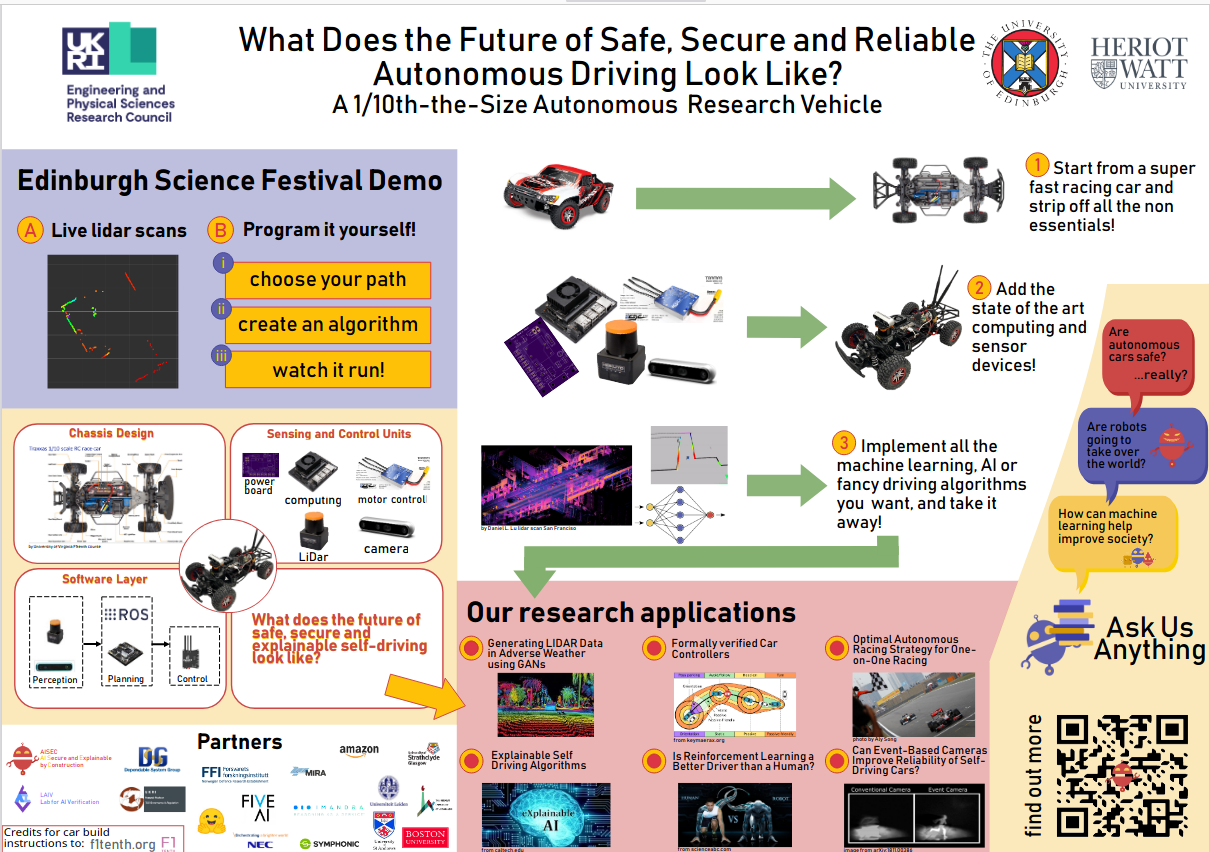 UK
RI
Engineering and
Physical Sciences
Research Council
What Does the Future of Safe, Secure and Reliable
Autonomous Driving Look Like?
A 1/10th-the-Size Autonomous Research Vehicle
THE UNIVERSITY OF EDINBURGH
HERIOT
WATT
UNIVERSITY
Edinburgh Science Festival Demo
A Live lidar scans
B Program it yourself!
i choose your path
ii create an algorithm
iii watch it run!
1 Start from a super
fast racing car and
strip off all the non
essentials!
2 Add the
state of the art
computing and
sensor
devices!
by Daniel L. Lu lidar scan San Franciso
3 Implement all the
machine learning, AI or
fancy driving algorithms
you want, and take it
away!
Are
autonomous
cars safe?
...really?
Are robots
going to
take over
the world?
How can machine
learning help
improve society?
Ask Us
Anything
find out more
Chassis Design
Traxxas 1/10 scale RC race car
Sensing and Control Units
power
board
computing
motor control
LiDar
camera
Software Layer
ROS
Perception
Planning
Control
What does the future of
safe, secure and
explainable self-driving
look like?
Our research applications
Generating LIDAR Data
in Adverse Weather
using GANs
Formally verified Car
Controllers
from keymaerax.org
Optimal Autonomous
Racing Strategy for One-
on-One Racing
photo by Aly Song
Explainable Self
Driving Algorithms
eXplainable
AI
from caltech.edu
Is Reinforcement Learning a
Better Driver than a Human?
HUMAN
VS
ROBOT
from scienceabc.com
Can Event-Based Cameras
Improve Reliability of Self-
Driving Cars?
Conventional Camera
Event Camera
Partners
AISEC
AI Secure and Explainable
by Construction
DSG
Dependable System Group
FFI Forsvarets
forskningsinstitutt
amazon
MIRA
University of
Strathclyde
Glasgow
LAIV
Lab for AI Verification
FIVE
AI
IMANDRA
Universiteit Leiden
NEC
SYMPHONIC
BOSTON
UNIVERSITY
Credits for car build
instructions to: f1tenth.org
F1